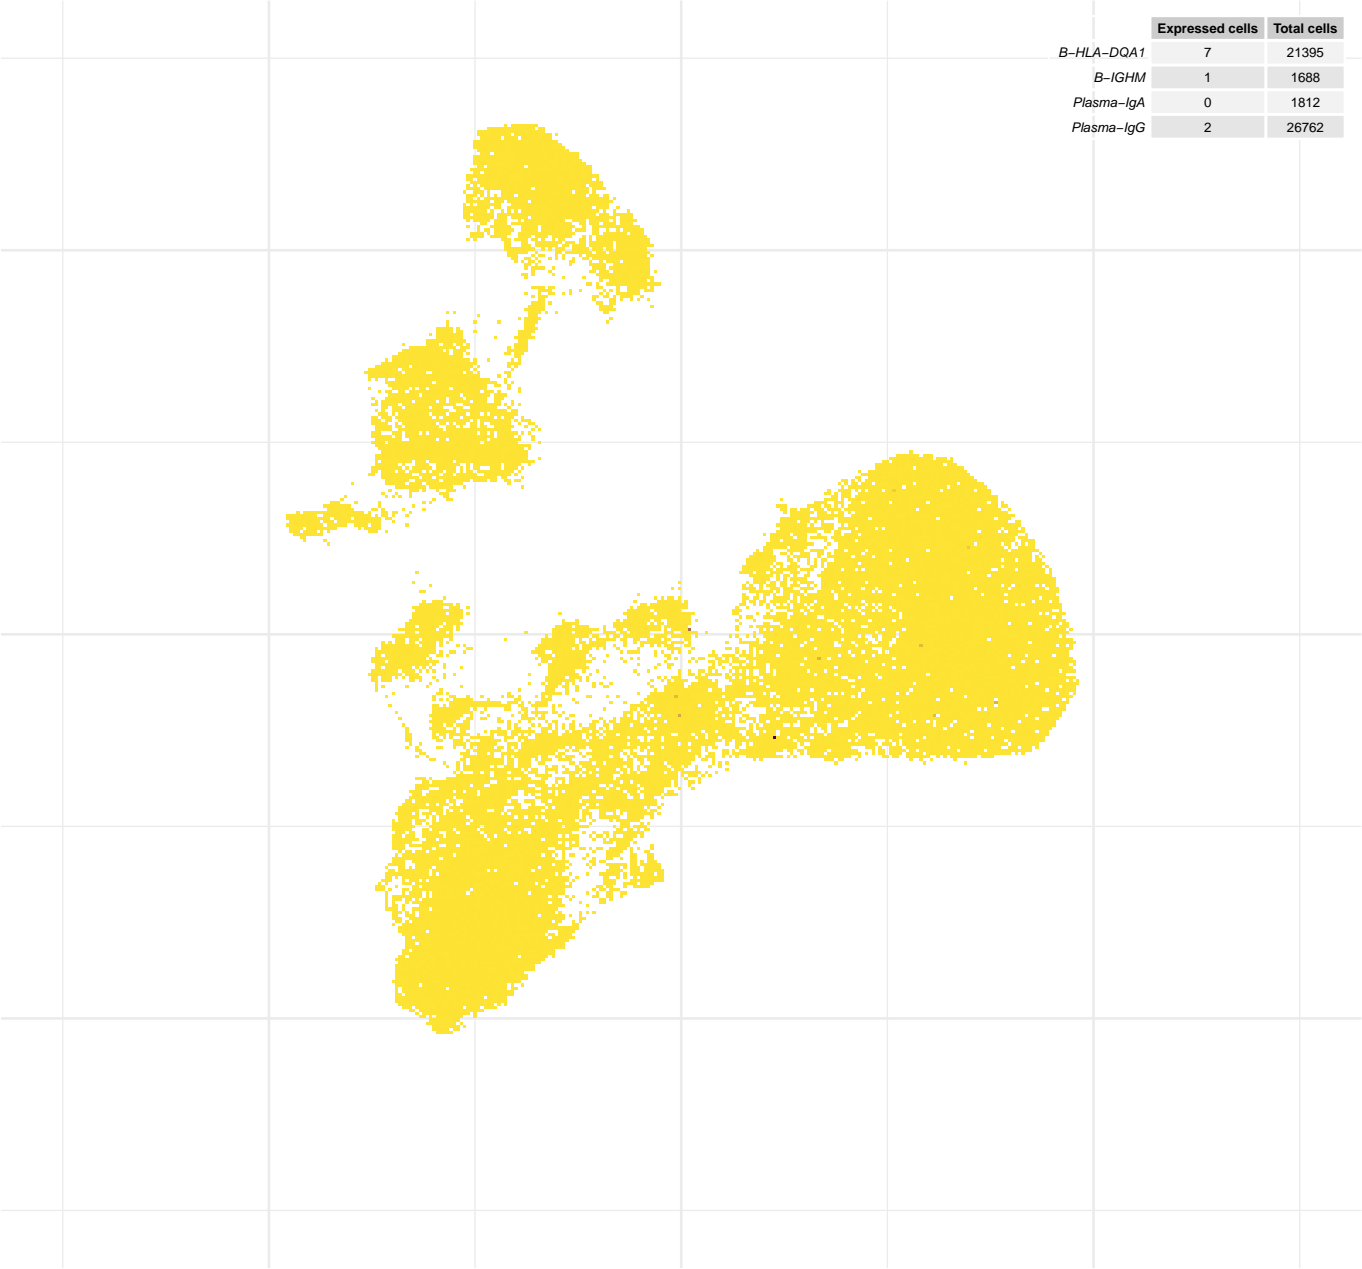 Expressed cells Total cells
B−HLA−DQA1 7 21395
B−IGHM 1 1688
Plasma−IgA 0 1812
Plasma−IgG 2 26762